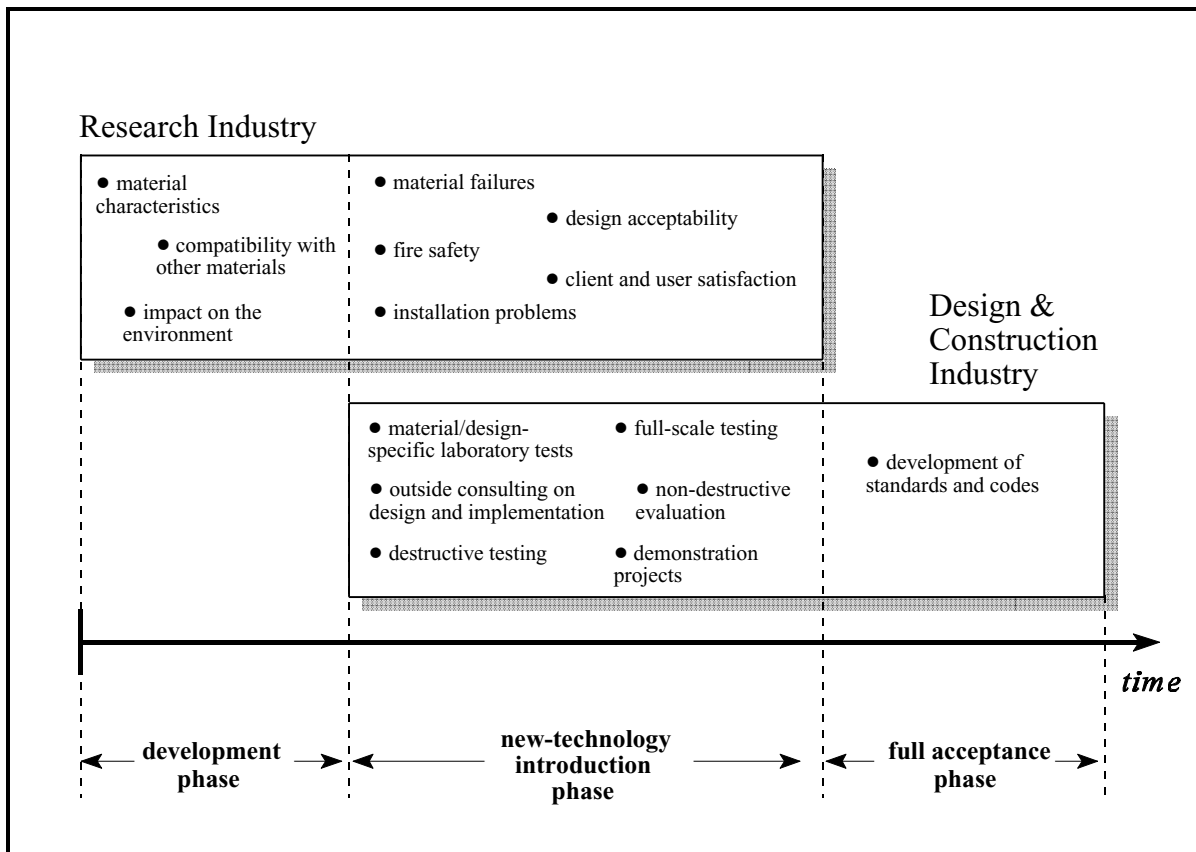 Research Industry
● material
characteristics
● compatibility with
other materials
● impact on the
environment
● material failures
● design acceptability
● fire safety
● client and user satisfaction
● installation problems
Design &
Construction
Industry
● material/design-
specific laboratory tests
● outside consulting on
design and implementation
● destructive testing
● full-scale testing
● non-destructive
evaluation
● demonstration
projects
● development of
standards and codes
time
development
phase
new-technology
introduction
phase
full acceptance
phase